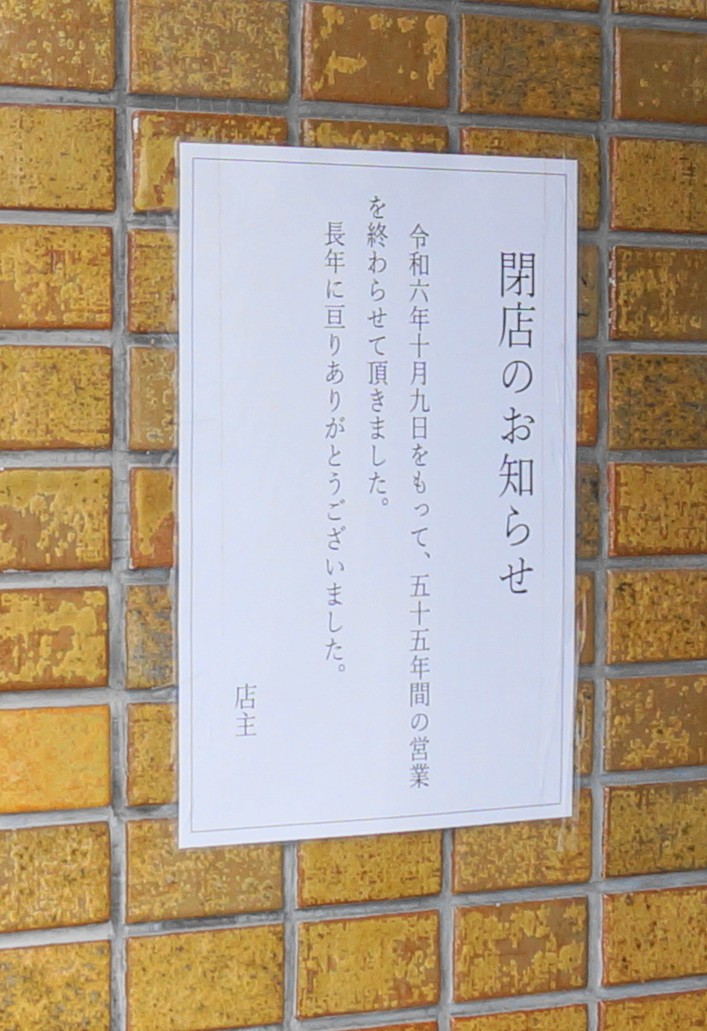 閉店のお知らせ
令和六年十月九日をもって、五十五年間の営業
を終わらせて頂きました。
長年に亘りありがとうございました。
店主